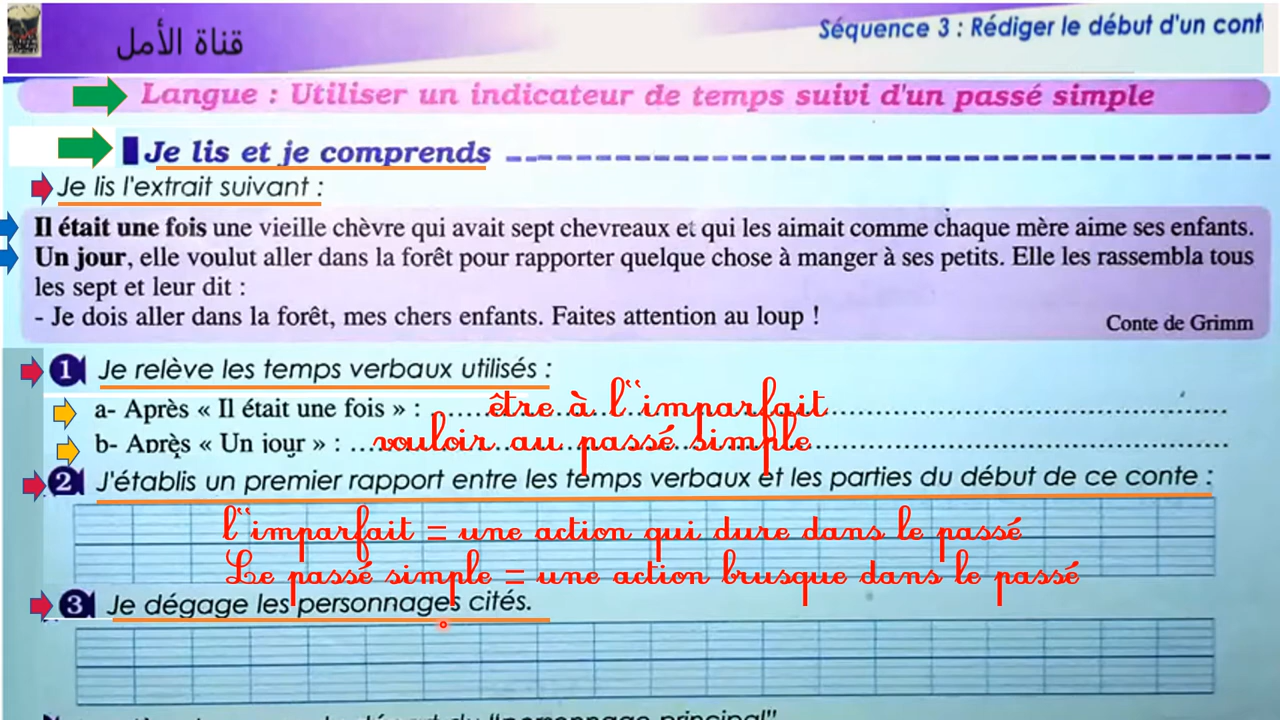 قناة الأمل
Séquence 3 : Rédiger le début d'un cont
Langue : Utiliser un indicateur de temps suivi d'un passé simple
Je lis et je comprends
Je lis l'extrait suivant :
Il était une fois une vieille chèvre qui avait sept chevreaux et qui les aimait comme chaque mère aime ses enfants.
Un jour, elle voulut aller dans la forêt pour rapporter quelque chose à manger à ses petits. Elle les rassembla tous
les sept et leur dit :
- Je dois aller dans la forêt, mes chers enfants. Faites attention au loup !
Conte de Grimm
1 Je relève les temps verbaux utilisés :
a- Après « Il était une fois » : être à l'imparfait
b- Après « Un jour » : vouloir au passé simple
2 J'établis un premier rapport entre les temps verbaux et les parties du début de ce conte :
l'imparfait = une action qui dure dans le passé
Le passé simple = une action brusque dans le passé
3 Je dégage les personnages cités.